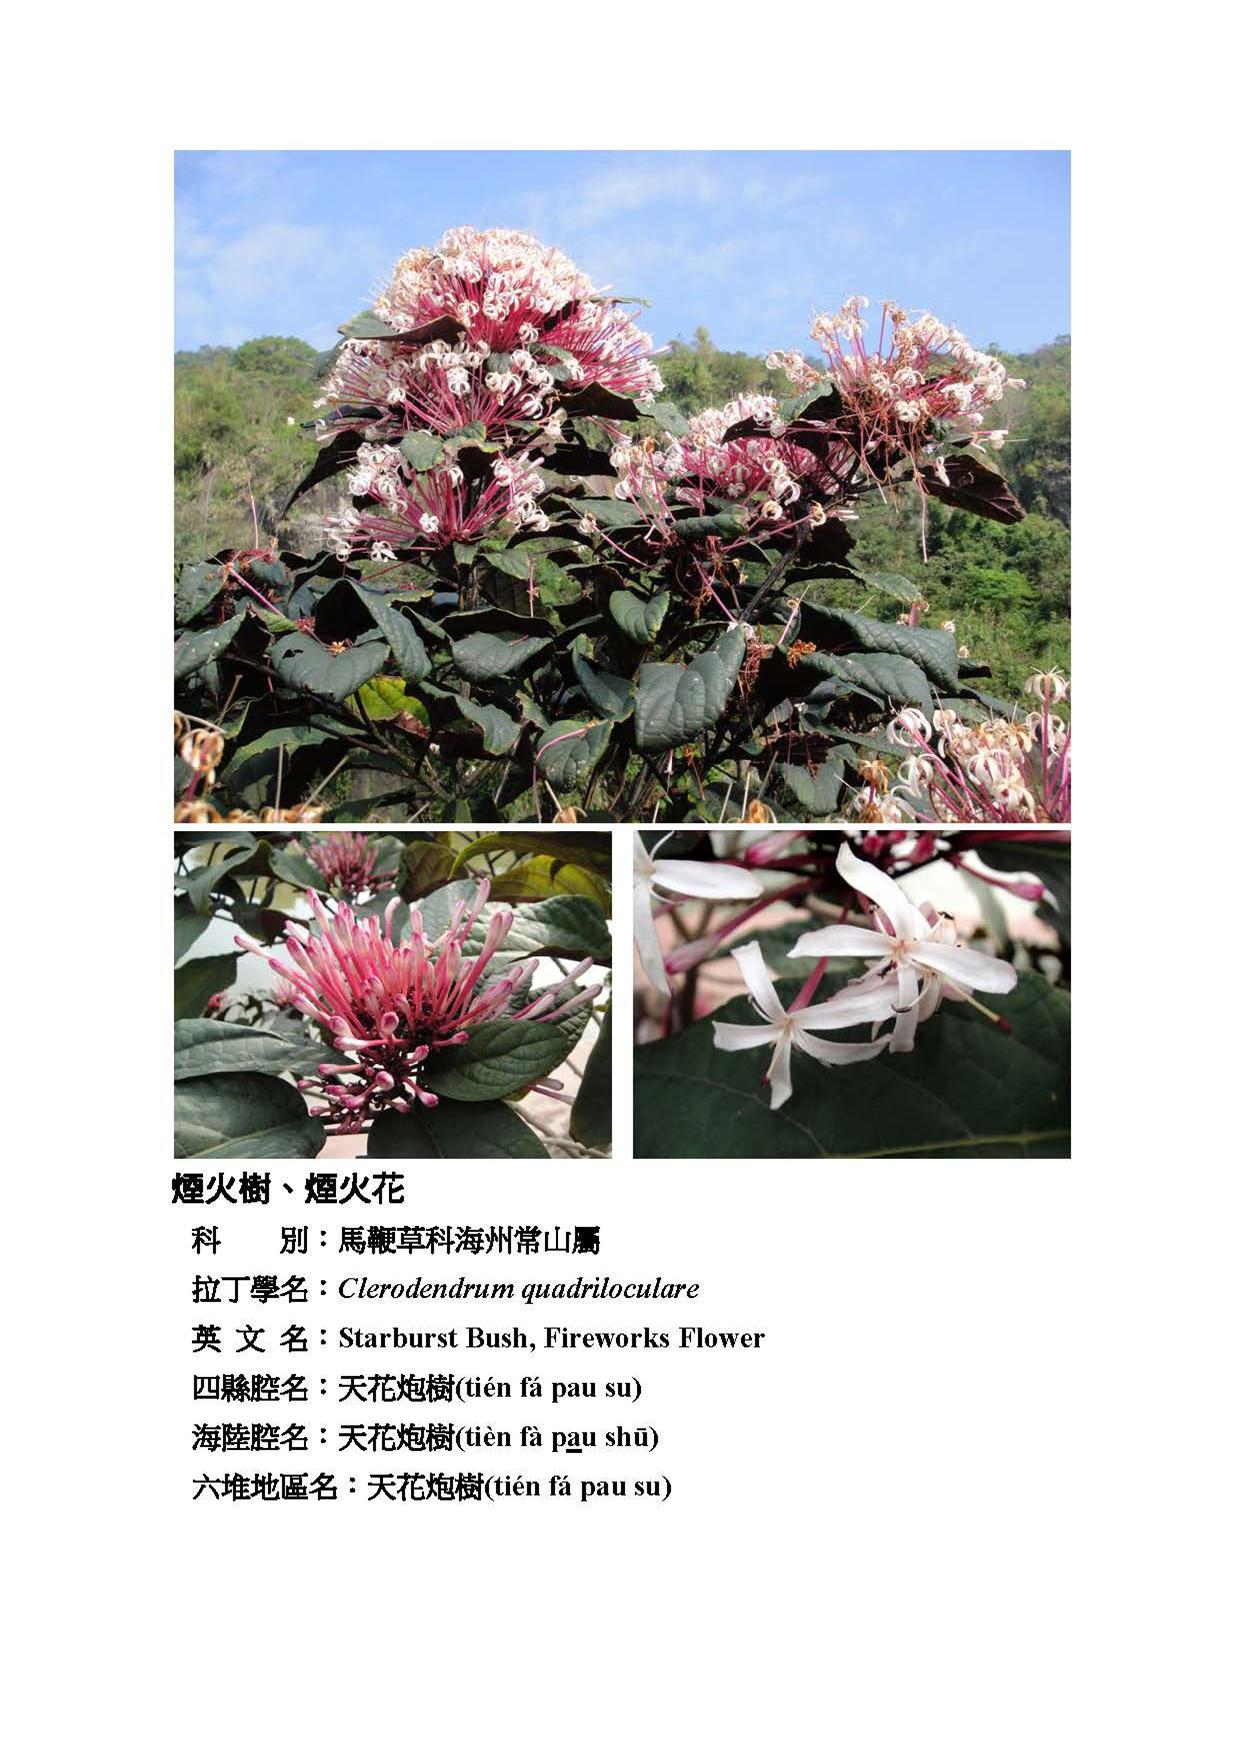 煙火樹、煙火花
科　　別：馬鞭草科海州常山屬
拉丁學名：Clerodendrum quadriloculare
英 文 名：Starburst Bush, Fireworks Flower
四縣腔名：天花炮樹(tién fá pau su)
海陸腔名：天花炮樹(tièn fà pau shū)
六堆地區名：天花炮樹(tién fá pau su)